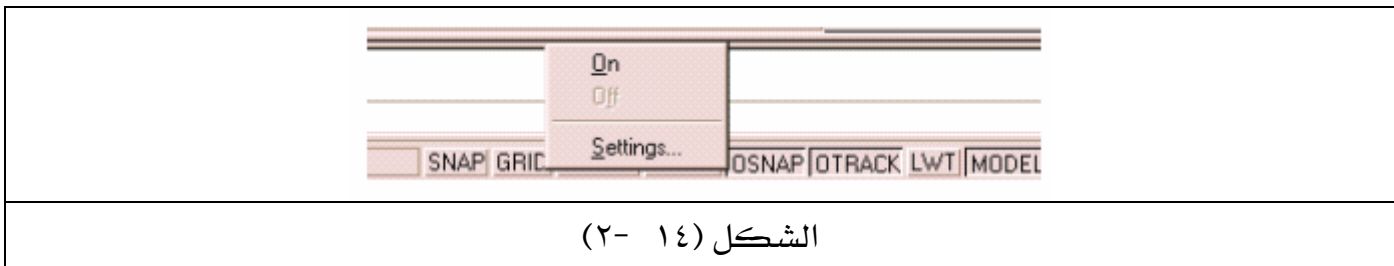 On
Off
Settings...
SNAP GRID OSNAP OTRACK LWT MODEL
الشكل (١٤ -٢)